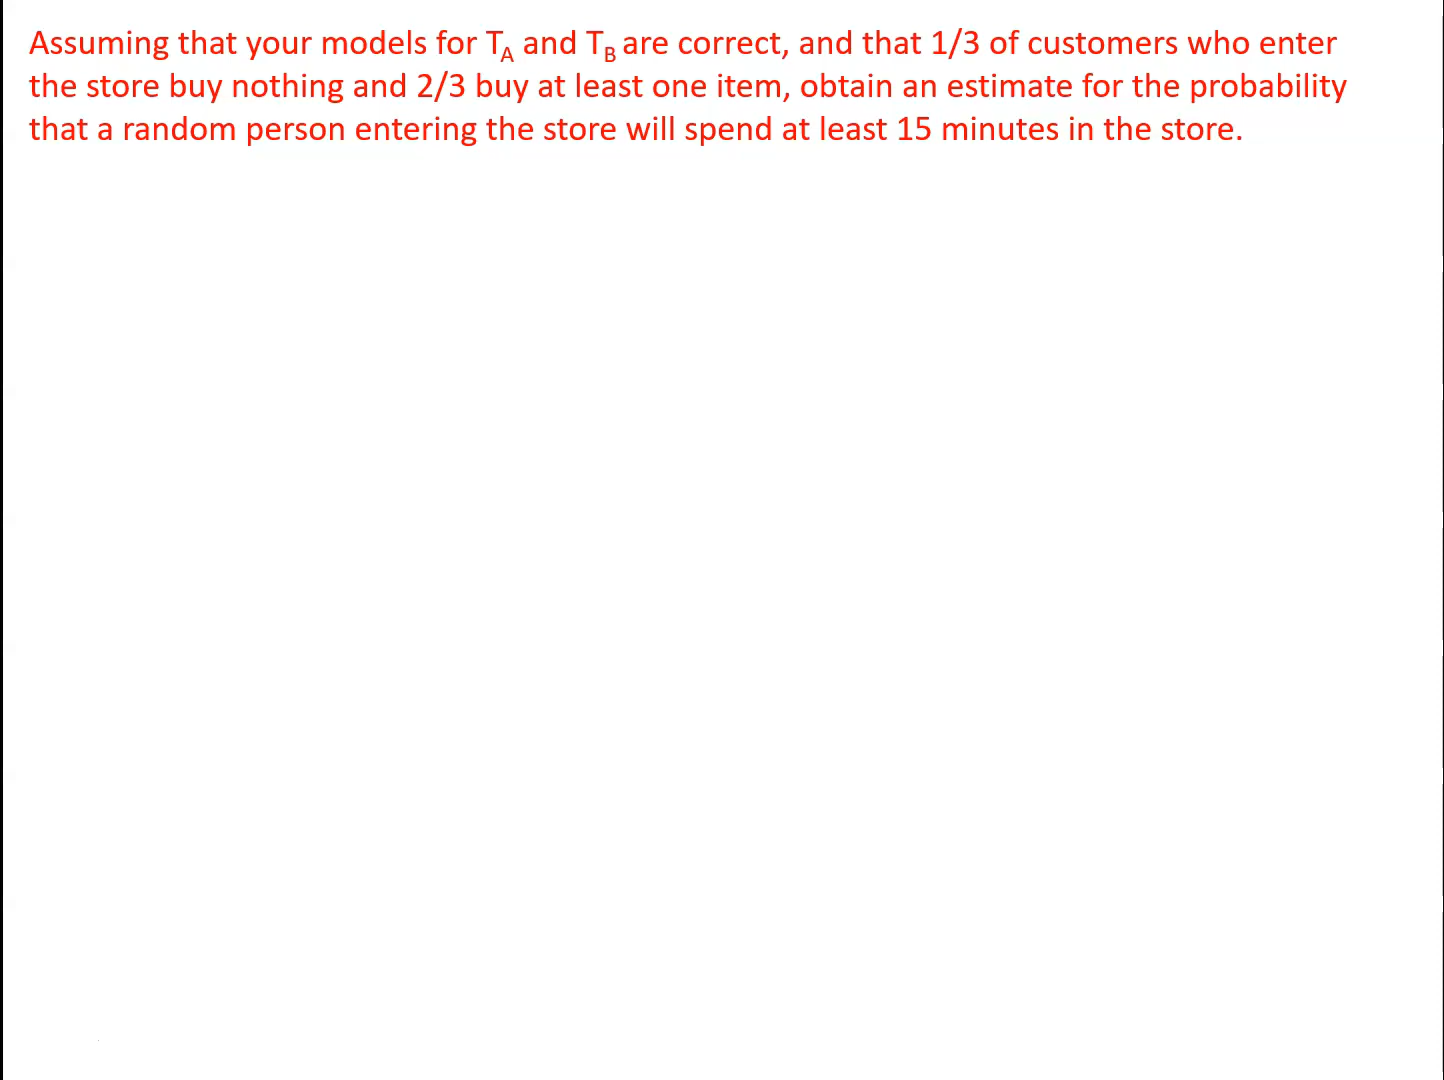 Assuming that your models for T_A and T_B are correct, and that 1/3 of customers who enter
the store buy nothing and 2/3 buy at least one item, obtain an estimate for the probability
that a random person entering the store will spend at least 15 minutes in the store.